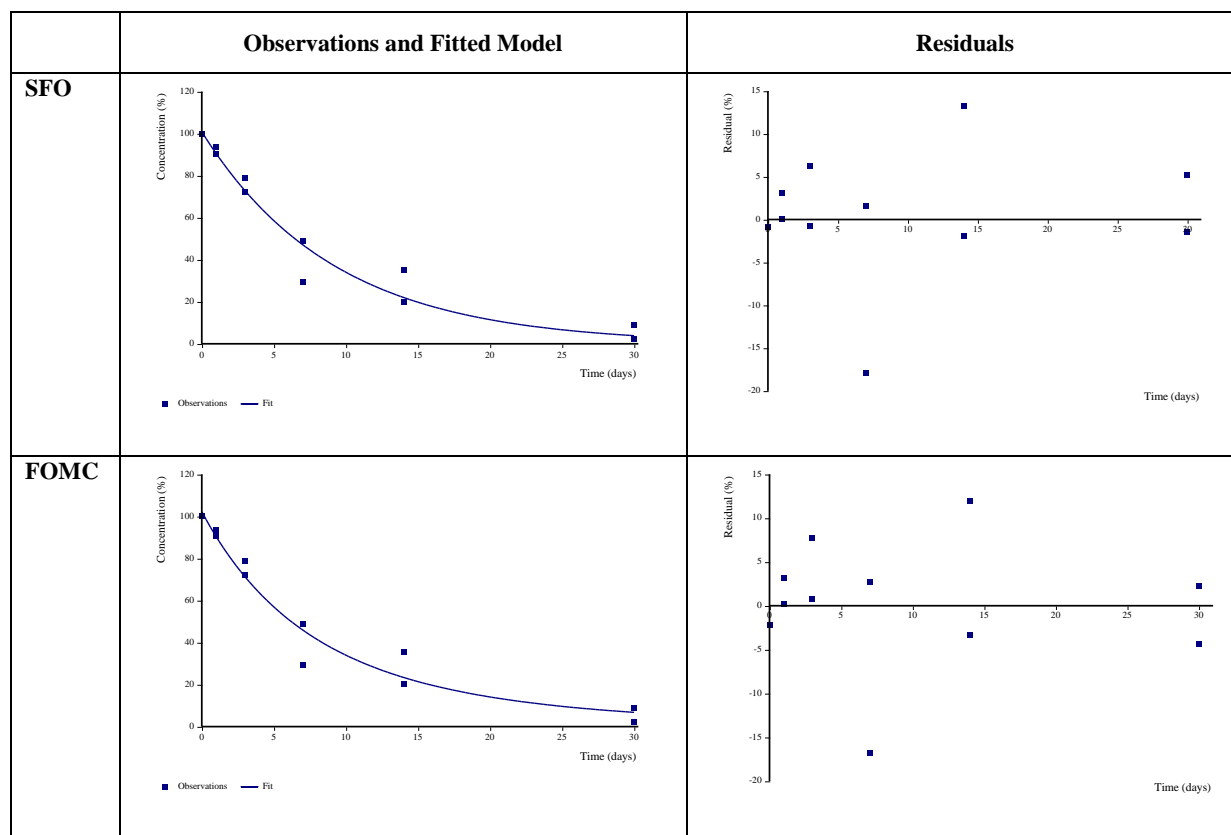 Observations and Fitted Model
Residuals
SFO
Concentration (%)
120
100
80
60
40
20
0
0 5 10 15 20 25 30
Time (days)
Observations Fit
Residual (%)
15
10
5
0
-5
-10
-15
-20
5 10 15 20 25 30
Time (days)
FOMC
Concentration (%)
120
100
80
60
40
20
0
0 5 10 15 20 25 30
Time (days)
Observations Fit
Residual (%)
15
10
5
0
-5
-10
-15
-20
0 5 10 15 20 25 30
Time (days)